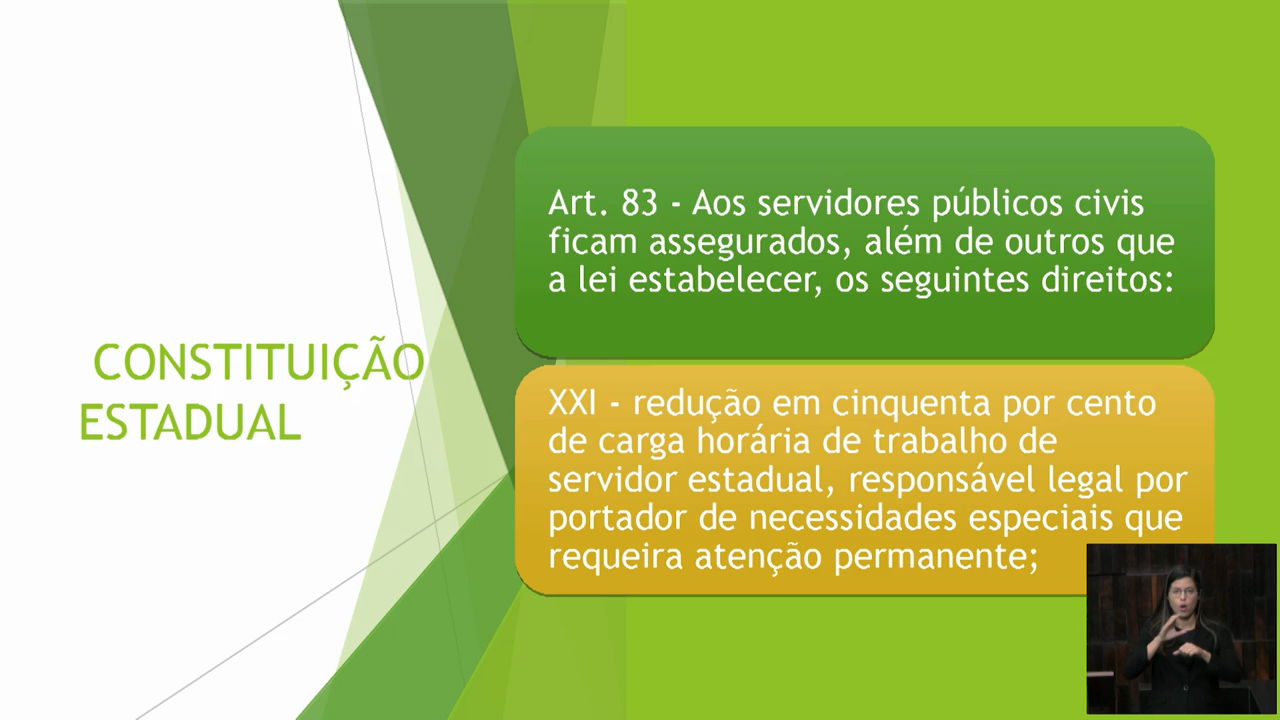 CONSTITUIÇÃO
ESTADUAL
Art. 83 - Aos servidores públicos civis
ficam assegurados, além de outros que
a lei estabelecer, os seguintes direitos:
XXI - redução em cinquenta por cento
de carga horária de trabalho de
servidor estadual, responsável legal por
portador de necessidades especiais que
requeira atenção permanente;